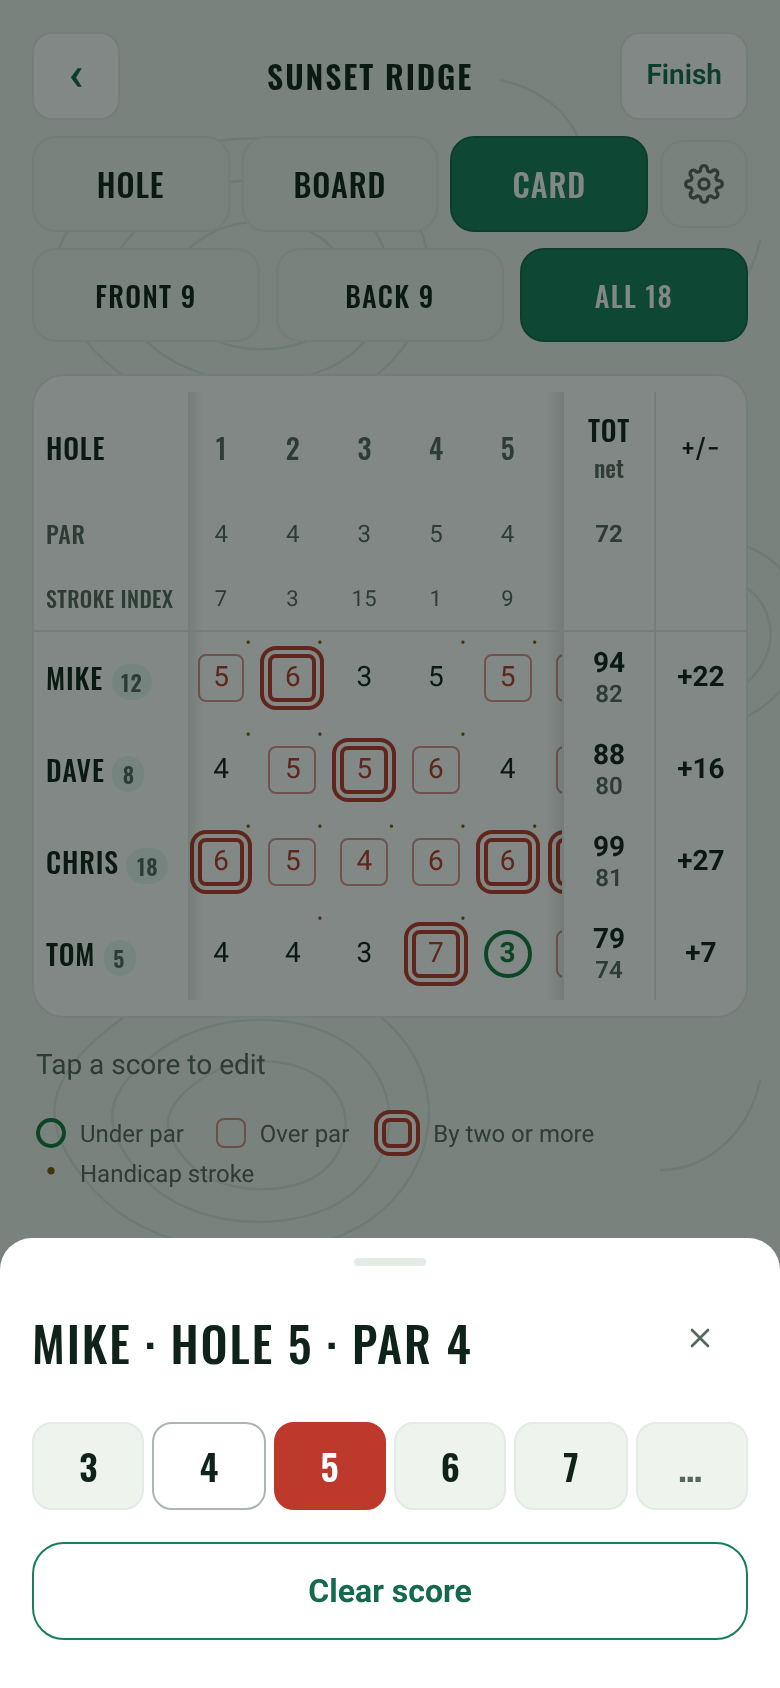 ‹ SUNSET RIDGE Finish
HOLE BOARD CARD
FRONT 9 BACK 9 ALL 18
HOLE 1 2 3 4 5 TOT net +/−
PAR 4 4 3 5 4 72
STROKE INDEX 7 3 15 1 9
MIKE 12 5 6 3 5 5 94 82 +22
DAVE 8 4 5 5 6 4 88 80 +16
CHRIS 18 6 5 4 6 6 99 81 +27
TOM 5 4 4 3 7 3 79 74 +7
Tap a score to edit
Under par Over par By two or more
Handicap stroke
MIKE · HOLE 5 · PAR 4 ×
3 4 5 6 7 ...
Clear score